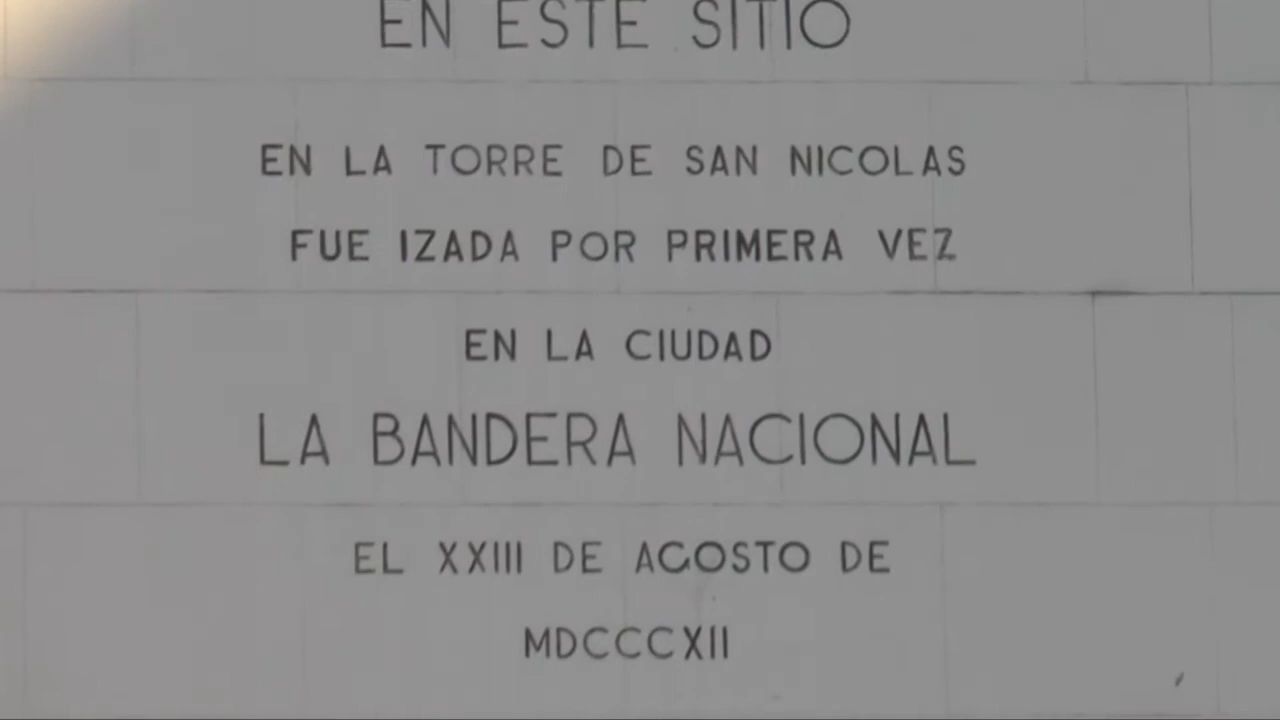 EN ESTE SITIO
EN LA TORRE DE SAN NICOLAS
FUE IZADA POR PRIMERA VEZ
EN LA CIUDAD
LA BANDERA NACIONAL
EL XXIII DE AGOSTO DE
MDCCCXII